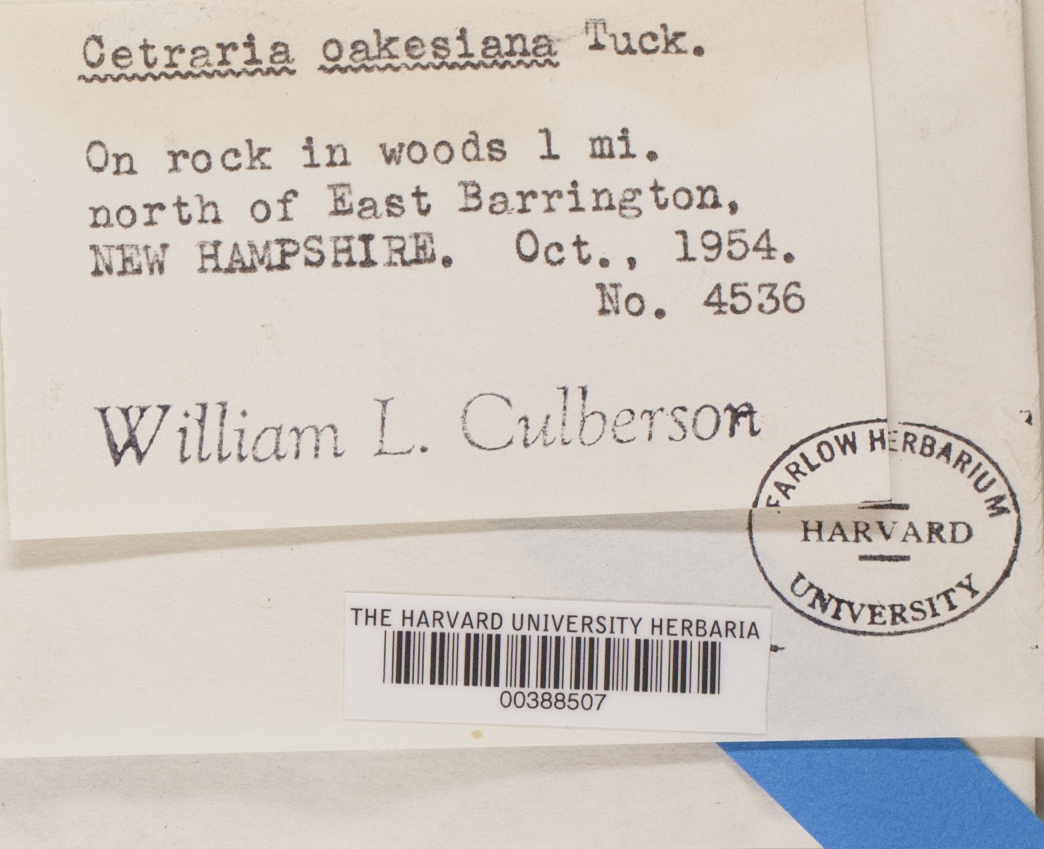 Cetraria oakesiana Tuck.
On rock in woods 1 mi.
north of East Barrington,
NEW HAMPSHIRE. Oct., 1954.
No. 4536
William L. Culberson
FARLOW HERBARIUM
HARVARD
UNIVERSITY
THE HARVARD UNIVERSITY HERBARIA
00388507